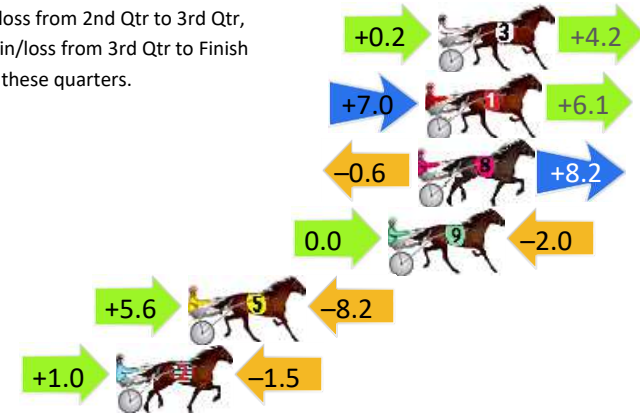 loss from 2nd Qtr to 3rd Qtr,
in/loss from 3rd Qtr to Finish
these quarters.
+0.2 3 +4.2
+7.0 1 +6.1
−0.6 8 +8.2
0.0 9 −2.0
+5.6 5 −8.2
+1.0 2 −1.5